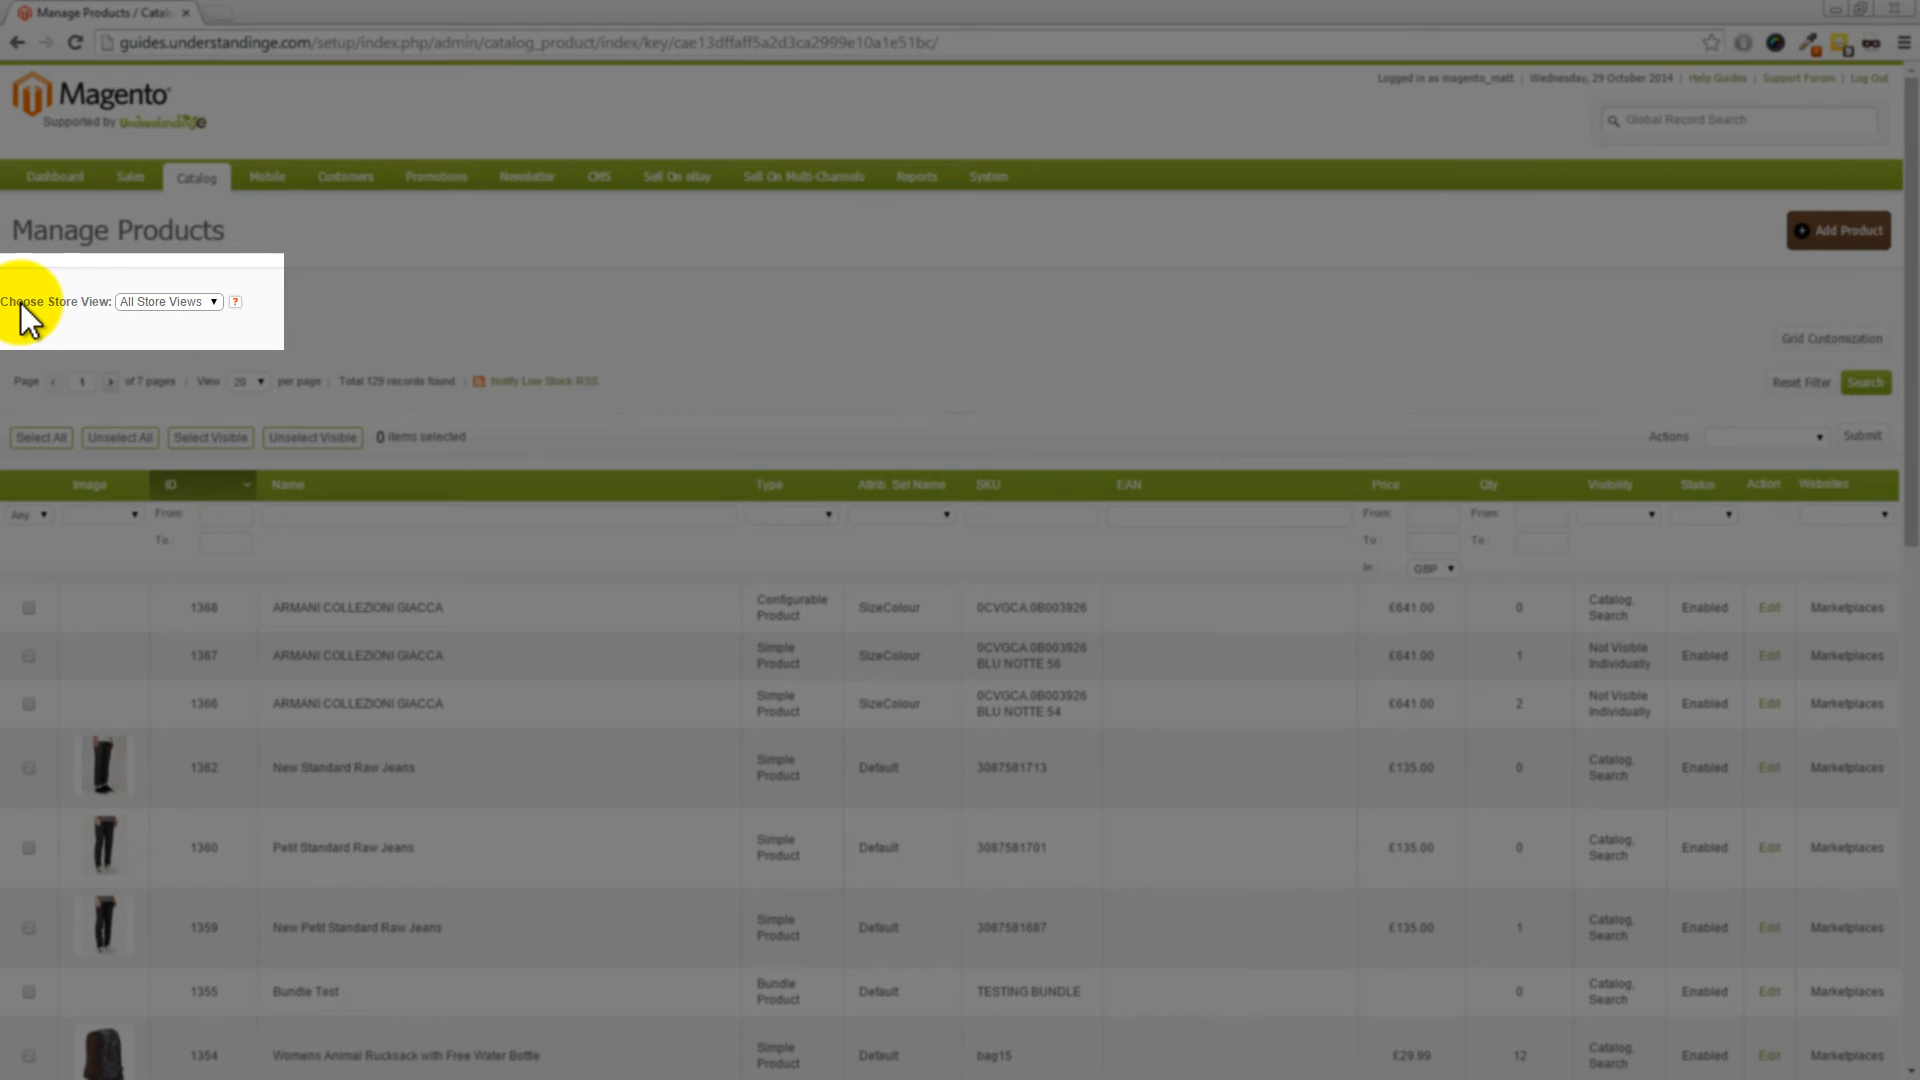 Manage Products / Catal
guides.understandinge.com/setup/index.php/admin/catalog_product/index/key/cae13dffaff5a2d3ca2999e10a1e51bc/
Magento
Supported by Understandinge
Logged in as magento_matt | Wednesday, 29 October 2014 | Help Guides | Support Forum | Log Out
Global Record Search
Dashboard Sales Catalog Mobile Customers Promotions Newsletter CMS Sell On eBay Sell On Multi-Channels Reports System
Manage Products
Add Product
Choose Store View: All Store Views ?
Grid Customization
Page 1 of 7 pages | View 20 per page | Total 129 records found | Notify Low Stock RSS
Reset Filter Search
Select All Unselect All Select Visible Unselect Visible 0 items selected
Actions Submit
Image ID Name Type Attrib. Set Name SKU EAN Price Qty Visibility Status Action Websites
Any From: From: From:
To : To : To :
In : GBP
1368 ARMANI COLLEZIONI GIACCA Configurable Product SizeColour 0CVGCA.0B003926 £641.00 0 Catalog, Search Enabled Edit Marketplaces
1367 ARMANI COLLEZIONI GIACCA Simple Product SizeColour 0CVGCA.0B003926 BLU NOTTE 56 £641.00 1 Not Visible Individually Enabled Edit Marketplaces
1366 ARMANI COLLEZIONI GIACCA Simple Product SizeColour 0CVGCA.0B003926 BLU NOTTE 54 £641.00 2 Not Visible Individually Enabled Edit Marketplaces
1362 New Standard Raw Jeans Simple Product Default 3087581713 £135.00 0 Catalog, Search Enabled Edit Marketplaces
1360 Petit Standard Raw Jeans Simple Product Default 3087581701 £135.00 0 Catalog, Search Enabled Edit Marketplaces
1359 New Petit Standard Raw Jeans Simple Product Default 3087581687 £135.00 1 Catalog, Search Enabled Edit Marketplaces
1355 Bundle Test Bundle Product Default TESTING BUNDLE 0 Catalog, Search Enabled Edit Marketplaces
1354 Womens Animal Rucksack with Free Water Bottle Simple Product Default bag15 £29.99 12 Catalog, Search Enabled Edit Marketplaces